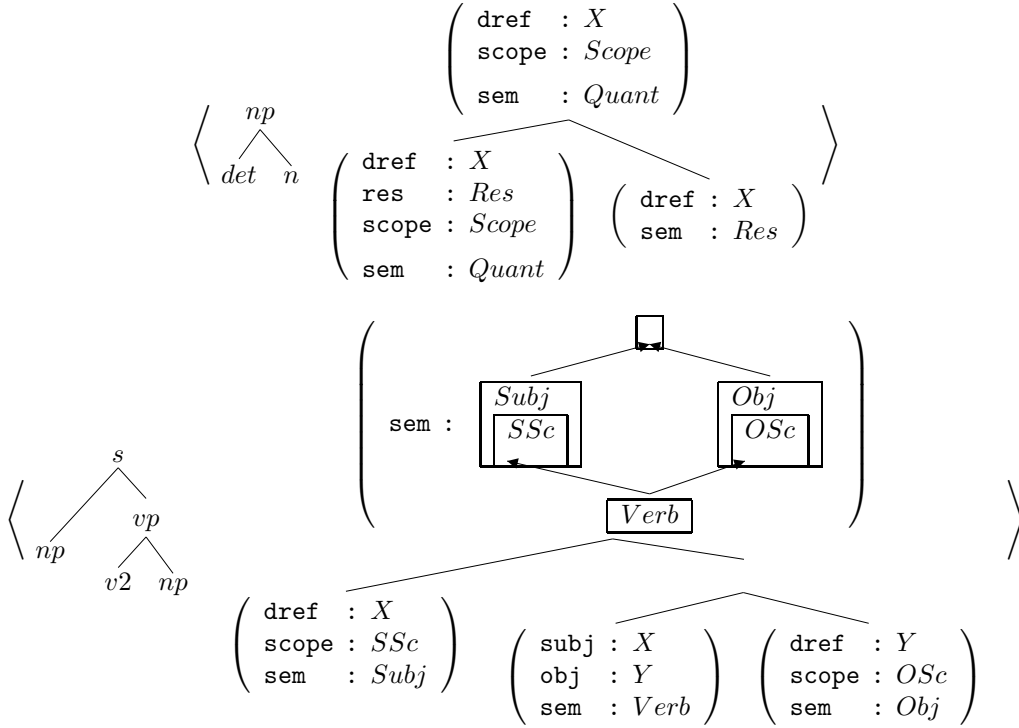 dref : X
scope : Scope
sem : Quant
np
det n
dref : X
res : Res
scope : Scope
sem : Quant
dref : X
sem : Res
sem :
Subj
SSc
Obj
OSc
Verb
s
vp
np
v2 np
dref : X
scope : SSc
sem : Subj
subj : X
obj : Y
sem : Verb
dref : Y
scope : OSc
sem : Obj